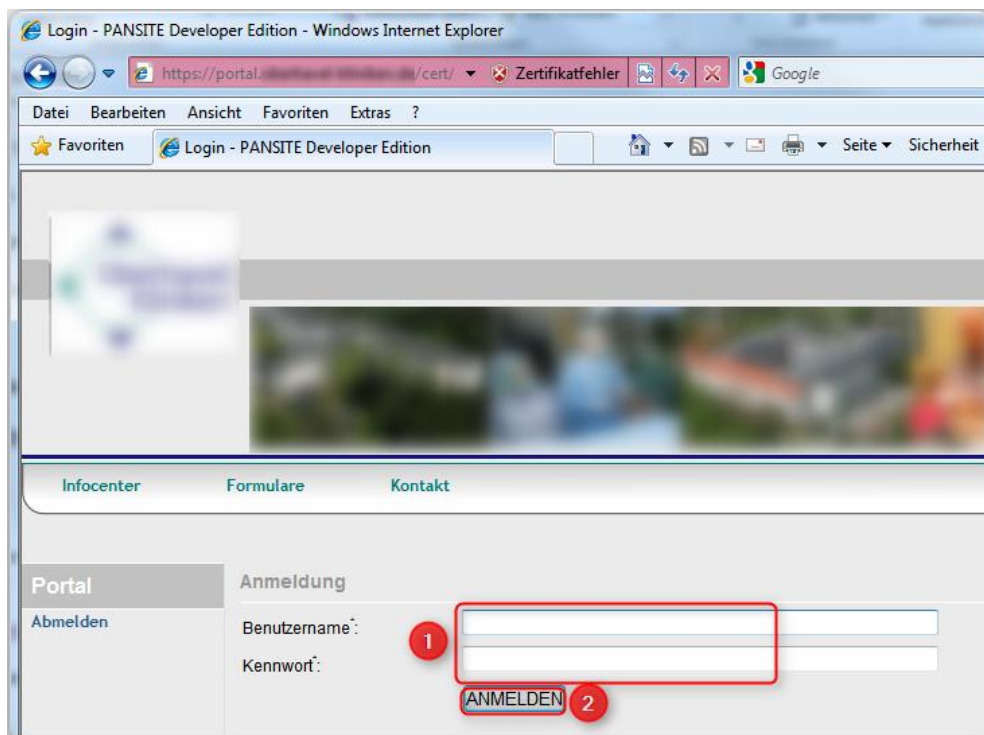 Login - PANSITE Developer Edition - Windows Internet Explorer
https://portal. /cert/ Zertifikatfehler Google
Datei Bearbeiten Ansicht Favoriten Extras ?
Favoriten Login - PANSITE Developer Edition Seite Sicherheit
Infocenter Formulare Kontakt
Portal Anmeldung
Abmelden
Benutzername*:
1
Kennwort*:
ANMELDEN 2